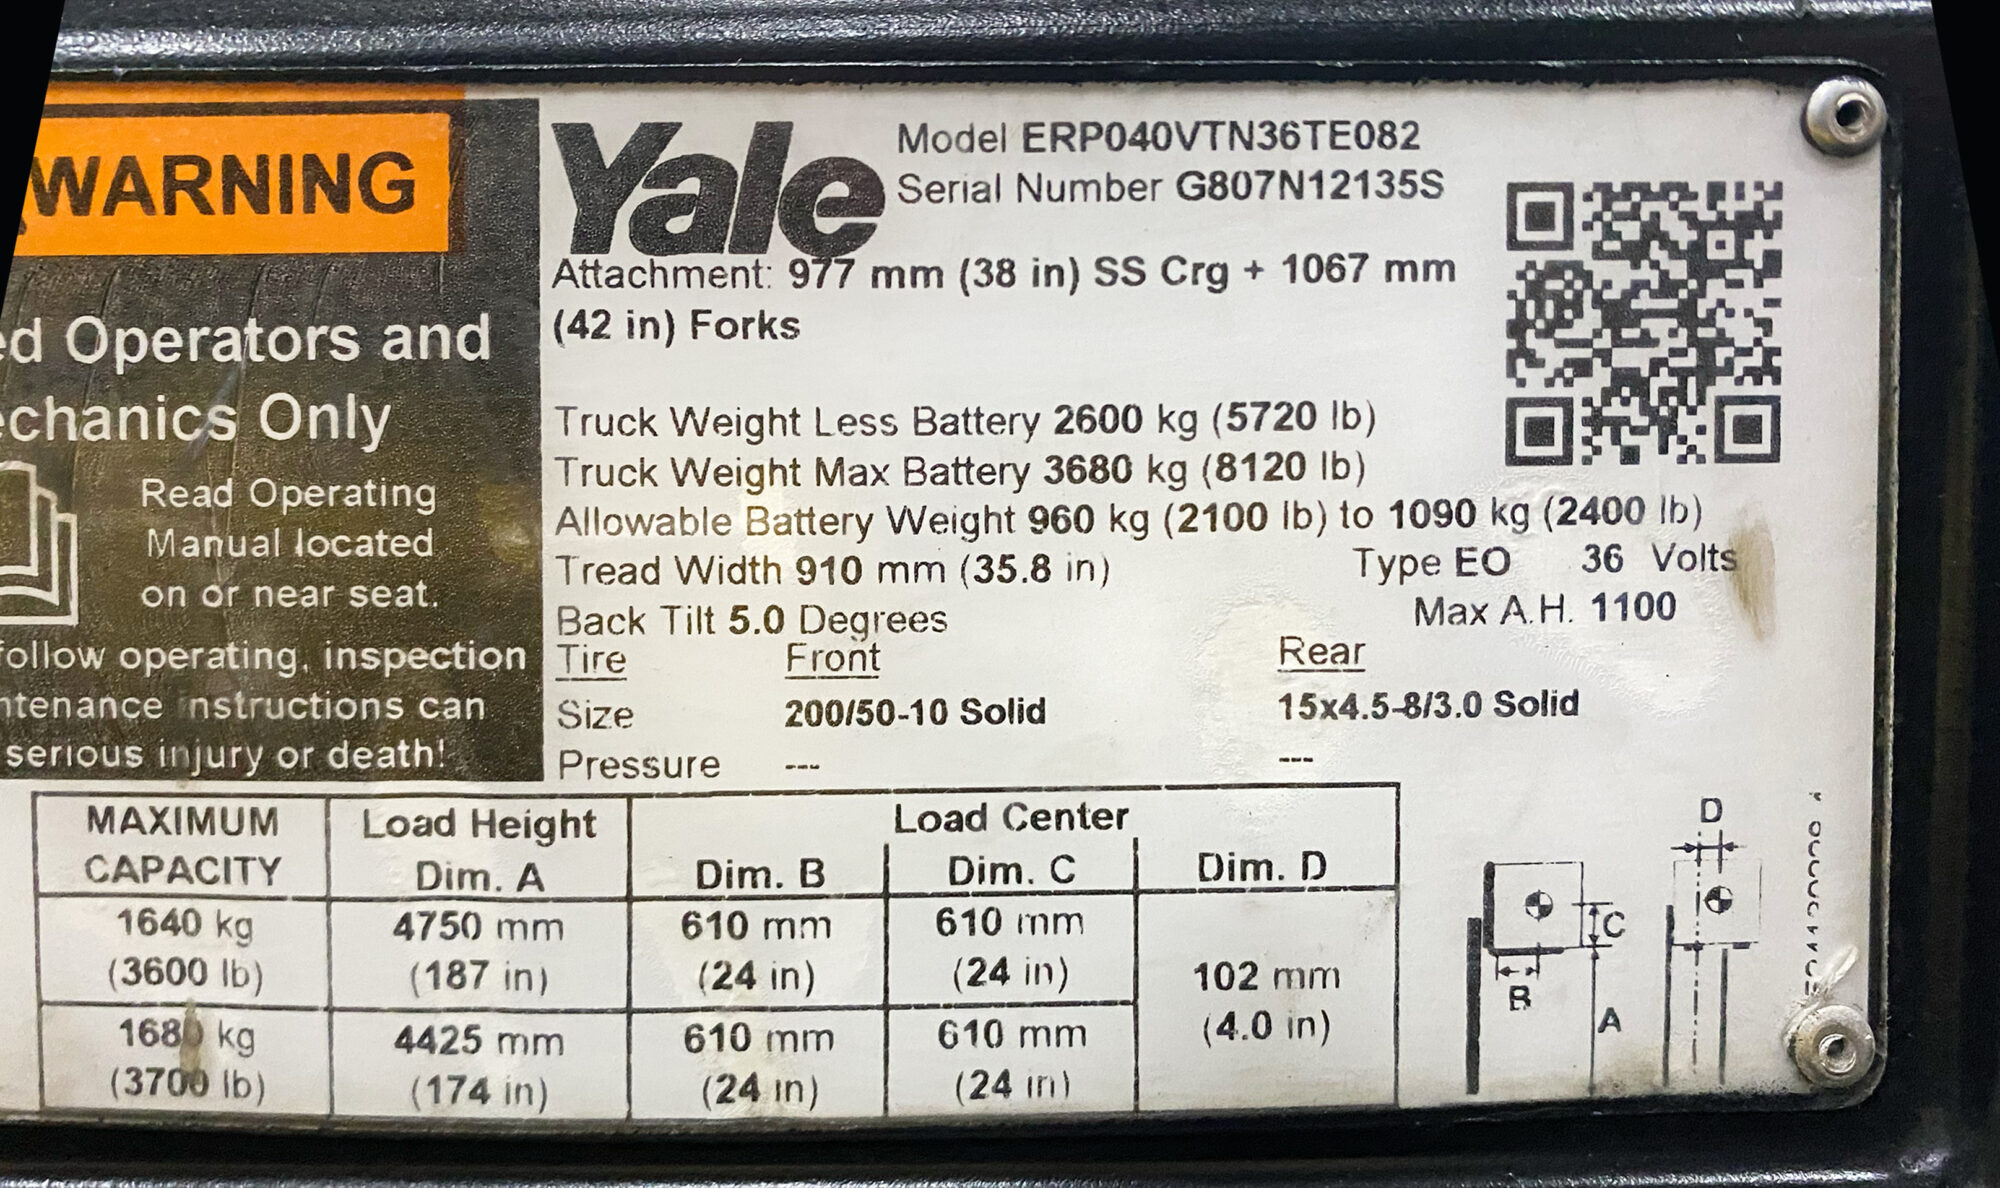 WARNING
Operators and
Only
Read Operating
Manual located
on or near seat.
follow operating, inspection
instructions can
serious injury or death!
Yale
Model ERP040VTN36TE082
Serial Number G807N12135S
Attachment: 977 mm (38 in) SS Crg + 1067 mm
(42 in) Forks
Truck Weight Less Battery 2600 kg (5720 lb)
Truck Weight Max Battery 3680 kg (8120 lb)
Allowable Battery Weight 960 kg (2100 lb) to 1090 kg (2400 lb)
Tread Width 910 mm (35.8 in)
Type EO 36 Volts
Back Tilt 5.0 Degrees
Max A.H. 1100
Tire Front Rear
Size 200/50-10 Solid 15x4.5-8/3.0 Solid
Pressure --- ---
MAXIMUM CAPACITY
Load Height Dim. A
Load Center
Dim. B Dim. C Dim. D
1640 kg 4750 mm 610 mm 610 mm
(3600 lb) (187 in) (24 in) (24 in)
102 mm
(4.0 in)
1680 kg 4425 mm 610 mm 610 mm
(3700 lb) (174 in) (24 in) (24 in)
D
C
B
A